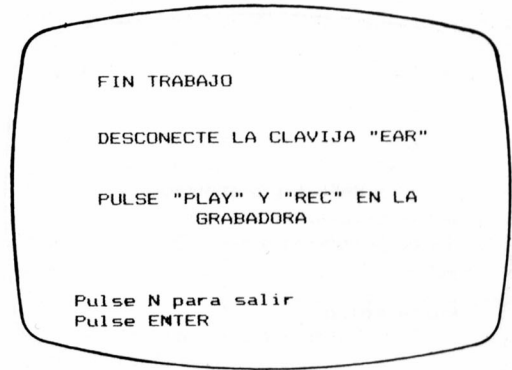 FIN TRABAJO
DESCONECTE LA CLAVIJA "EAR"
PULSE "PLAY" Y "REC" EN LA
GRABADORA
Pulse N para salir
Pulse ENTER